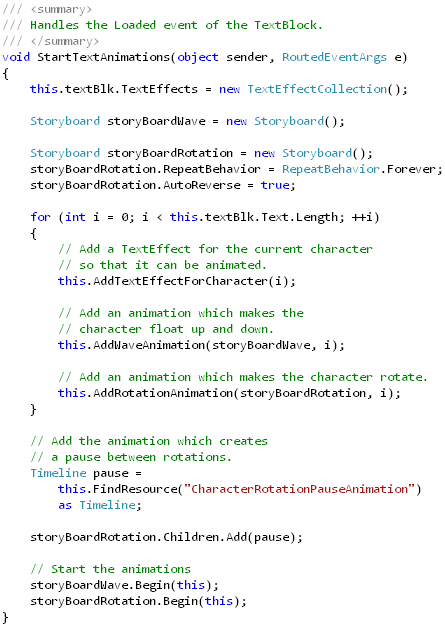 /// <summary>
/// Handles the Loaded event of the TextBlock.
/// </summary>
void StartTextAnimations(object sender, RoutedEventArgs e)
{
    this.textBlk.TextEffects = new TextEffectCollection();

    Storyboard storyBoardWave = new Storyboard();

    Storyboard storyBoardRotation = new Storyboard();
    storyBoardRotation.RepeatBehavior = RepeatBehavior.Forever;
    storyBoardRotation.AutoReverse = true;

    for (int i = 0; i < this.textBlk.Text.Length; ++i)
    {
        // Add a TextEffect for the current character
        // so that it can be animated.
        this.AddTextEffectForCharacter(i);

        // Add an animation which makes the
        // character float up and down.
        this.AddWaveAnimation(storyBoardWave, i);

        // Add an animation which makes the character rotate.
        this.AddRotationAnimation(storyBoardRotation, i);
    }

    // Add the animation which creates
    // a pause between rotations.
    Timeline pause =
        this.FindResource("CharacterRotationPauseAnimation")
        as Timeline;

    storyBoardRotation.Children.Add(pause);

    // Start the animations
    storyBoardWave.Begin(this);
    storyBoardRotation.Begin(this);
}